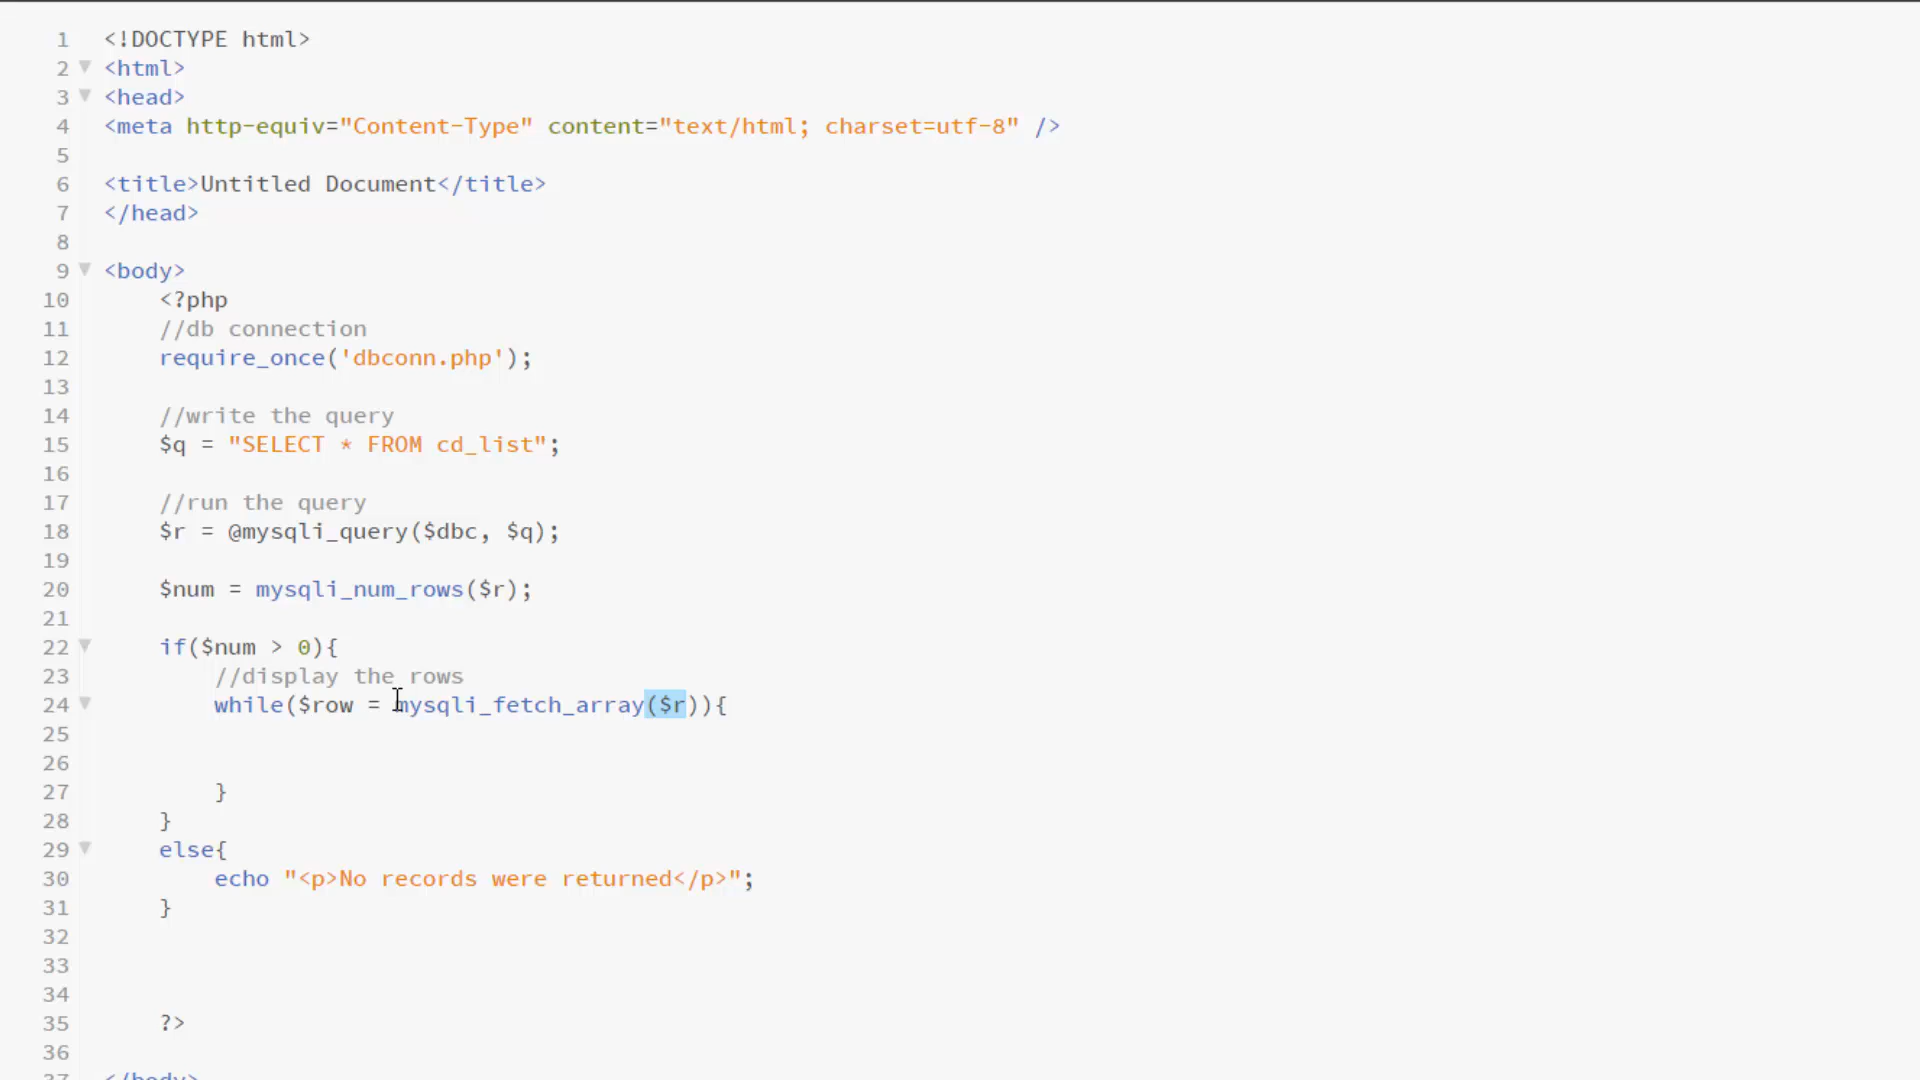 1 <!DOCTYPE html>
2 <html>
3 <head>
4 <meta http-equiv="Content-Type" content="text/html; charset=utf-8" />
5
6 <title>Untitled Document</title>
7 </head>
8
9 <body>
10 <?php
11 //db connection
12 require_once('dbconn.php');
13
14 //write the query
15 $q = "SELECT * FROM cd_list";
16
17 //run the query
18 $r = @mysqli_query($dbc, $q);
19
20 $num = mysqli_num_rows($r);
21
22 if($num > 0){
23 //display the rows
24 while($row = mysqli_fetch_array($r)){
25
26
27 }
28 }
29 else{
30 echo "<p>No records were returned</p>";
31 }
32
33
34
35 ?>
36
37 </body>